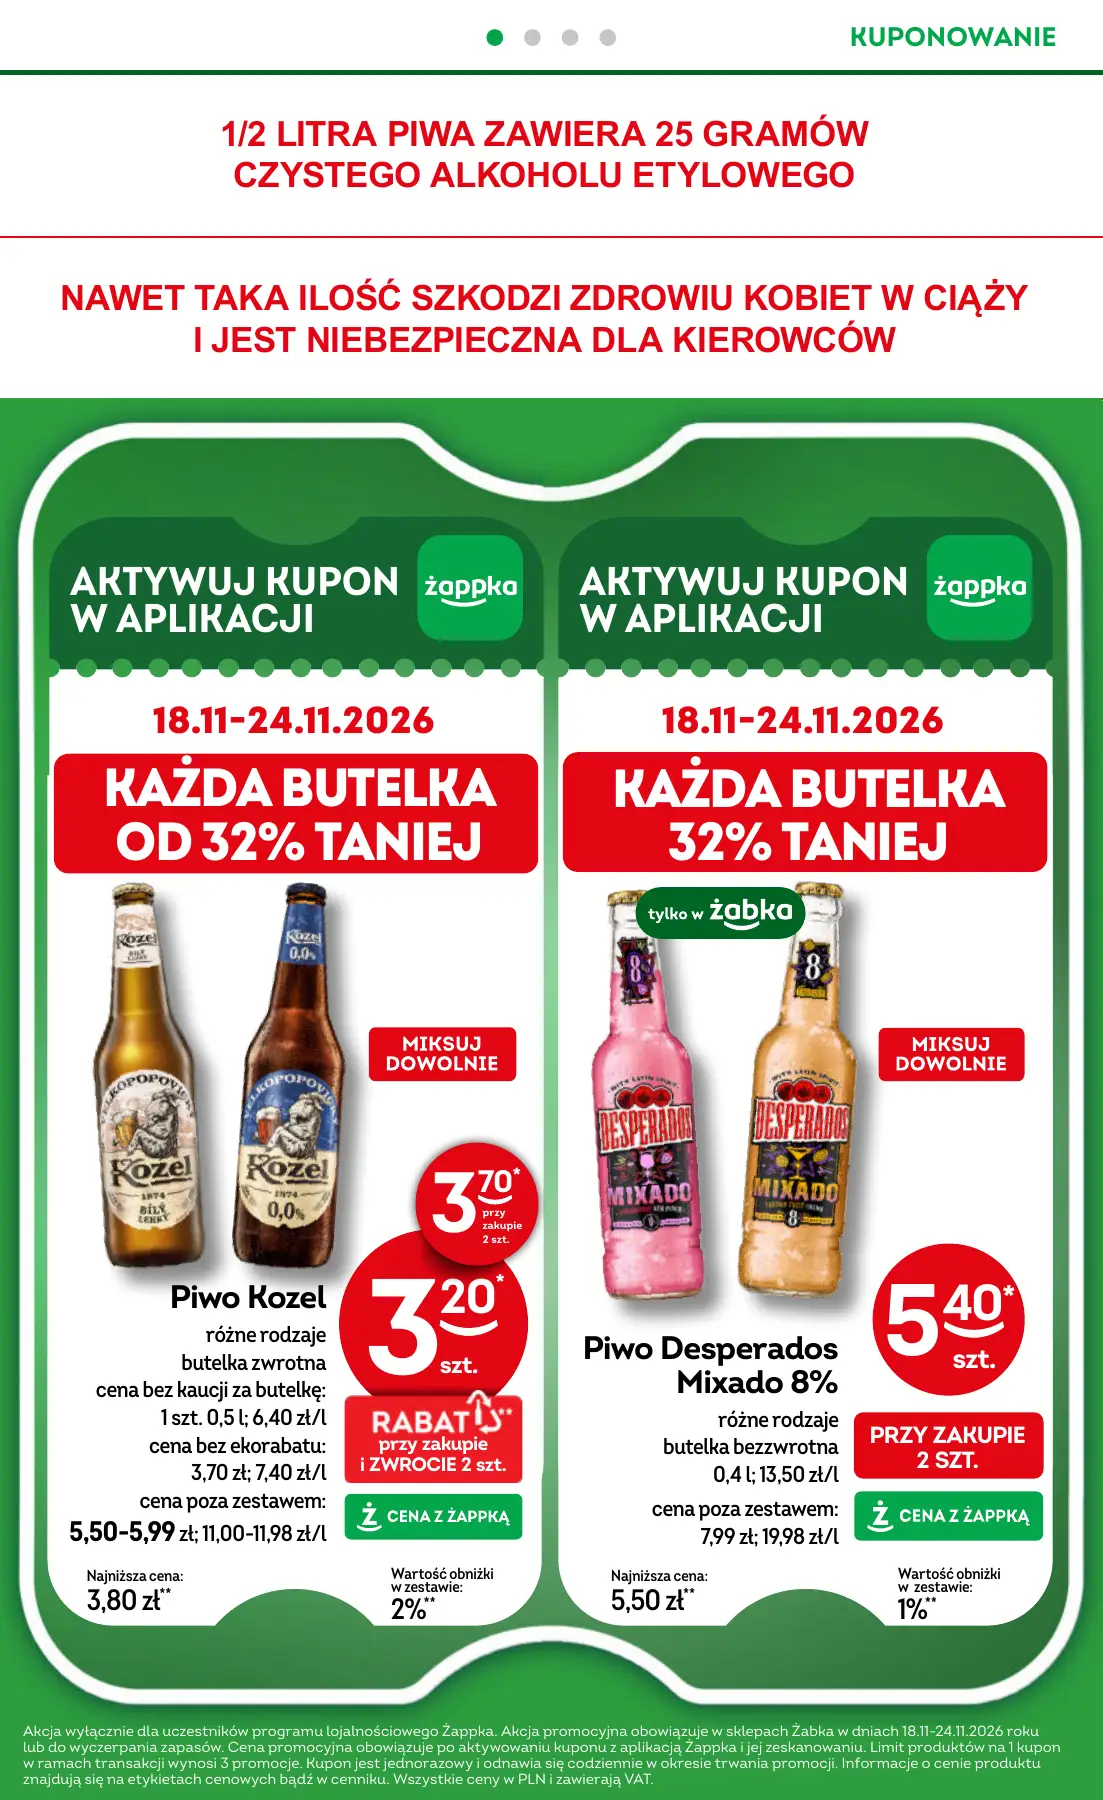 KUPONOWANIE
1/2 LITRA PIWA ZAWIERA 25 GRAMÓW
CZYSTEGO ALKOHOLU ETYLOWEGO
NAWET TAKA ILOŚĆ SZKODZI ZDROWIU KOBIET W CIĄŻY
I JEST NIEBEZPIECZNA DLA KIEROWCÓW
AKTYWUJ KUPON
W APLIKACJI
żappka
18.11-24.11.2026
KAŻDA BUTELKA
OD 32% TANIEJ
Kozel
BÍLÝ
Kozel
0,0%
VELKOPOPOVICKÝ
Kozel
1874
BÍLÝ
Kozel
1874
0,0%
MIKSUJ
DOWOLNIE
3 70*
przy
zakupie
2 szt.
3 20*
szt.
Piwo Kozel
różne rodzaje
butelka zwrotna
cena bez kaucji za butelkę:
1 szt. 0,5 l; 6,40 zł/l
cena bez ekorabatu:
3,70 zł; 7,40 zł/l
cena poza zestawem:
5,50-5,99 zł; 11,00-11,98 zł/l
RABAT**
przy zakupie
i ZWROCIE 2 szt.
Ż CENA Z ŻAPPKĄ
Najniższa cena:
3,80 zł**
Wartość obniżki
w zestawie:
2%**
AKTYWUJ KUPON
W APLIKACJI
żappka
18.11-24.11.2026
KAŻDA BUTELKA
32% TANIEJ
tylko w żabka
8
8
DESPERADOS
MIXADO
DESPERADOS
MIXADO
8
MIKSUJ
DOWOLNIE
5 40*
szt.
Piwo Desperados
Mixado 8%
różne rodzaje
butelka bezzwrotna
0,4 l; 13,50 zł/l
cena poza zestawem:
7,99 zł; 19,98 zł/l
PRZY ZAKUPIE
2 SZT.
ż CENA Z ŻAPPKĄ
Najniższa cena:
5,50 zł**
Wartość obniżki
w zestawie:
1%**
Akcja wyłącznie dla uczestników programu lojalnościowego Żappka. Akcja promocyjna obowiązuje w sklepach Żabka w dniach 18.11-24.11.2026 roku
lub do wyczerpania zapasów. Cena promocyjna obowiązuje po aktywowaniu kuponu z aplikacją Żappka i jej zeskanowaniu. Limit produktów na 1 kupon
w ramach transakcji wynosi 3 promocje. Kupon jest jednorazowy i odnawia się codziennie w okresie trwania promocji. Informacje o cenie produktu
znajdują się na etykietach cenowych bądź w cenniku. Wszystkie ceny w PLN i zawierają VAT.